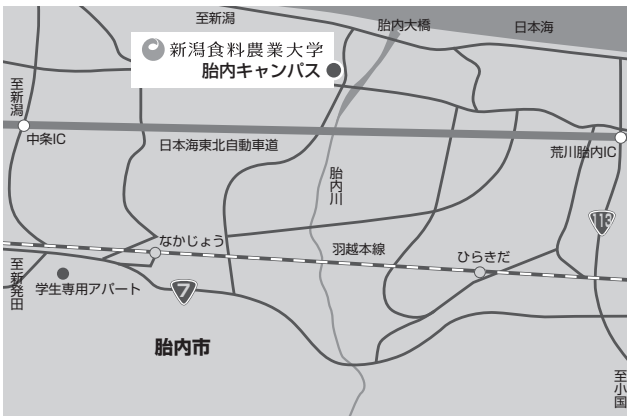 至新潟
胎内大橋
日本海
新潟食料農業大学
胎内キャンパス
至新潟
中条IC
日本海東北自動車道
荒川胎内IC
胎内川
113
なかじょう
羽越本線
ひらきだ
至新発田
学生専用アパート
7
胎内市
至小国